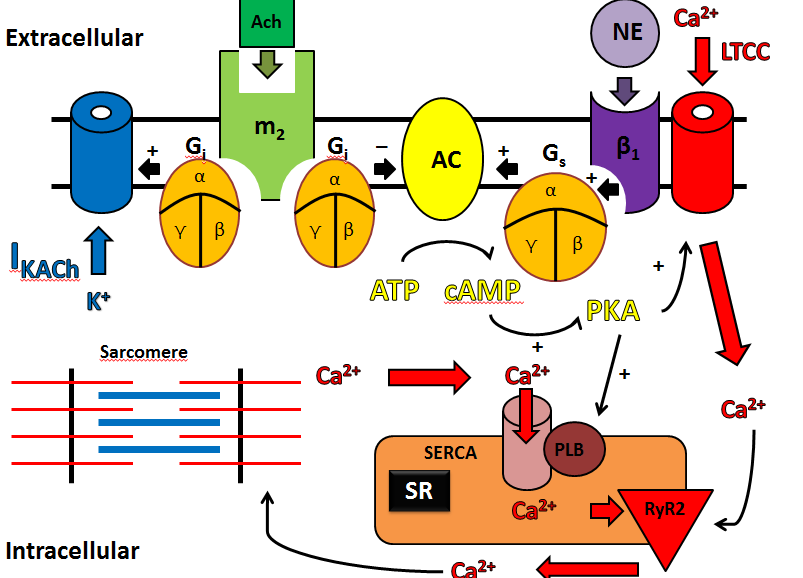 Extracellular
Ach
NE
Ca²⁺
LTCC
m₂
Gᵢ
Gᵢ
AC
Gₛ
β₁
+
–
+
+
α
γ
β
α
γ
β
α
γ
β
I_KACh
K⁺
ATP
cAMP
PKA
+
+
+
Sarcomere
Ca²⁺
Ca²⁺
Ca²⁺
SERCA
PLB
SR
Ca²⁺
RyR2
Intracellular
Ca²⁺